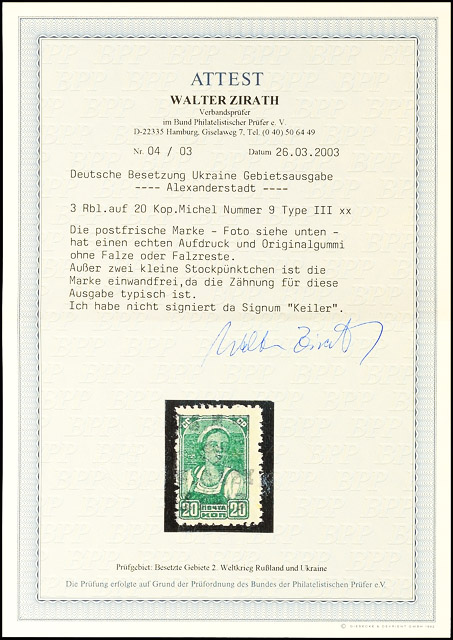 ATTEST
WALTER ZIRATH
Verbandsprüfer
im Bund Philatelistischer Prüfer e. V.
D-22335 Hamburg, Giselaweg 7, Tel. (0 40) 50 64 49
Nr. 04 / 03 Datum 26.03.2003
Deutsche Besetzung Ukraine Gebietsausgabe
---- Alexanderstadt ----
3 Rbl.auf 20 Kop.Michel Nummer 9 Type III xx
Die postfrische Marke - Foto siehe unten -
hat einen echten Aufdruck und Originalgummi
ohne Falze oder Falzreste.
Außer zwei kleine Stockpünktchen ist die
Marke einwandfrei,da die Zähnung für diese
Ausgabe typisch ist.
Ich habe nicht signiert da Signum "Keiler".
Walter Zirath
20 ПОЧТА 20
КОП
Prüfgebiet: Besetzte Gebiete 2. Weltkrieg Rußland und Ukraine
Die Prüfung erfolgte auf Grund der Prüfordnung des Bundes der Philatelistischen Prüfer e.V.